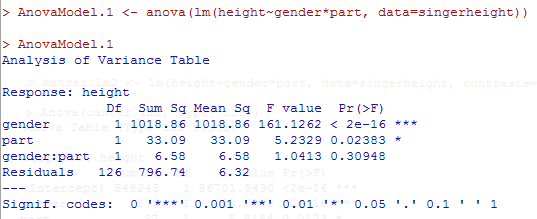 > AnovaModel.1 <- anova(lm(height~gender*part, data=singerheight))
> AnovaModel.1
Analysis of Variance Table
Response: height
Df Sum Sq Mean Sq F value Pr(>F)
gender 1 1018.86 1018.86 161.1262 < 2e-16 ***
part 1 33.09 33.09 5.2329 0.02383 *
gender:part 1 6.58 6.58 1.0413 0.30948
Residuals 126 796.74 6.32
---
Signif. codes: 0 '***' 0.001 '**' 0.01 '*' 0.05 '.' 0.1 ' ' 1